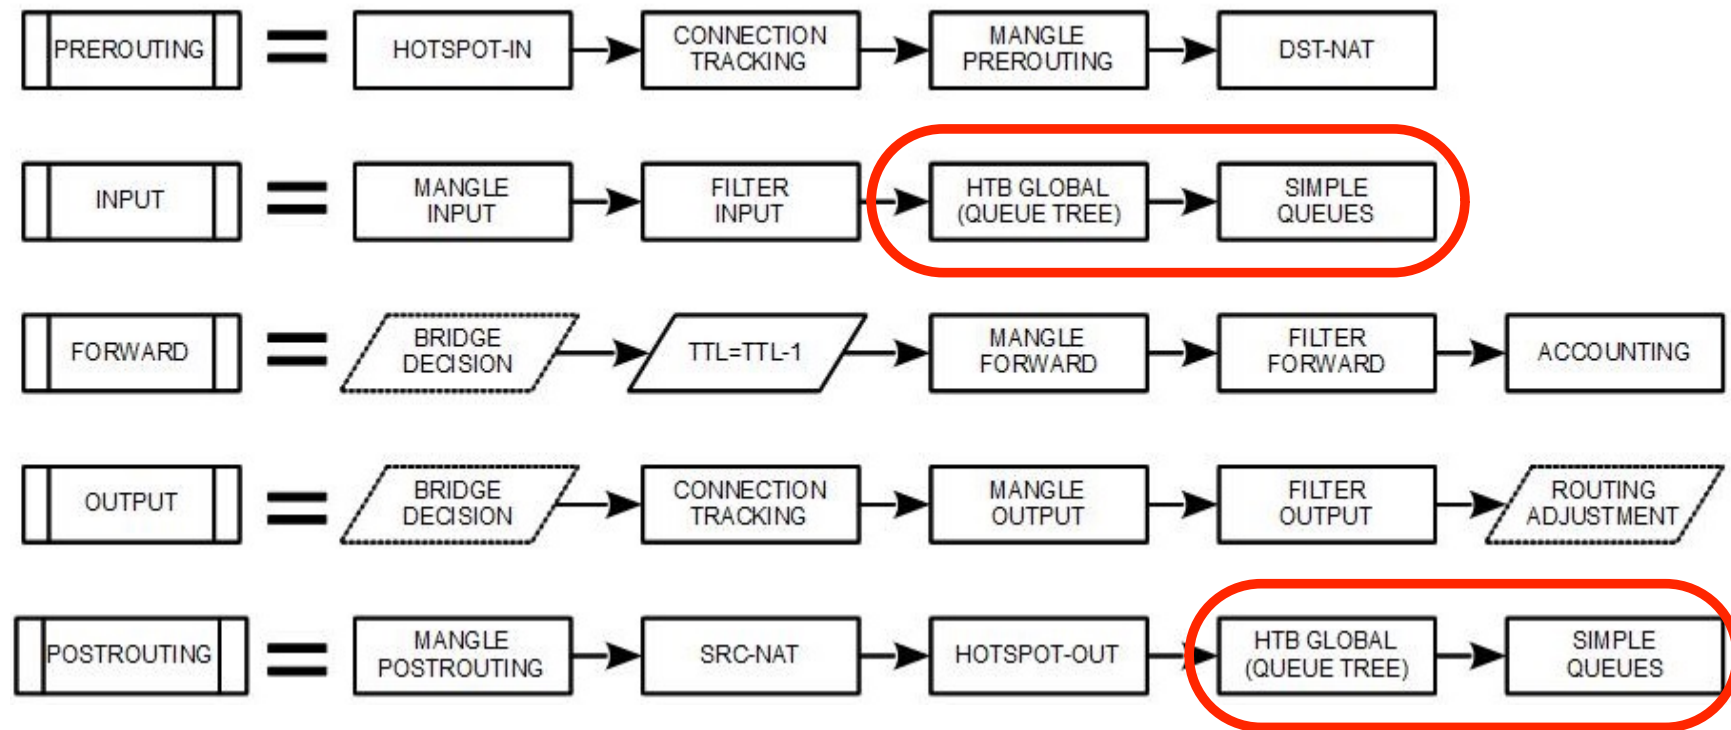 PREROUTING
=
HOTSPOT-IN
CONNECTION
TRACKING
MANGLE
PREROUTING
DST-NAT
INPUT
=
MANGLE
INPUT
FILTER
INPUT
HTB GLOBAL
(QUEUE TREE)
SIMPLE
QUEUES
FORWARD
=
BRIDGE
DECISION
TTL=TTL-1
MANGLE
FORWARD
FILTER
FORWARD
ACCOUNTING
OUTPUT
=
BRIDGE
DECISION
CONNECTION
TRACKING
MANGLE
OUTPUT
FILTER
OUTPUT
ROUTING
ADJUSTMENT
POSTROUTING
=
MANGLE
POSTROUTING
SRC-NAT
HOTSPOT-OUT
HTB GLOBAL
(QUEUE TREE)
SIMPLE
QUEUES